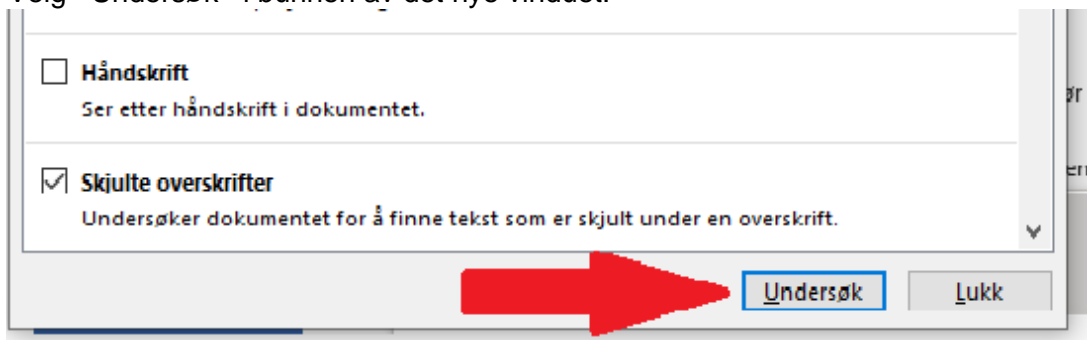 Håndskrift
Ser etter håndskrift i dokumentet.
Skjulte overskrifter
Undersøker dokumentet for å finne tekst som er skjult under en overskrift.
Undersøk Lukk